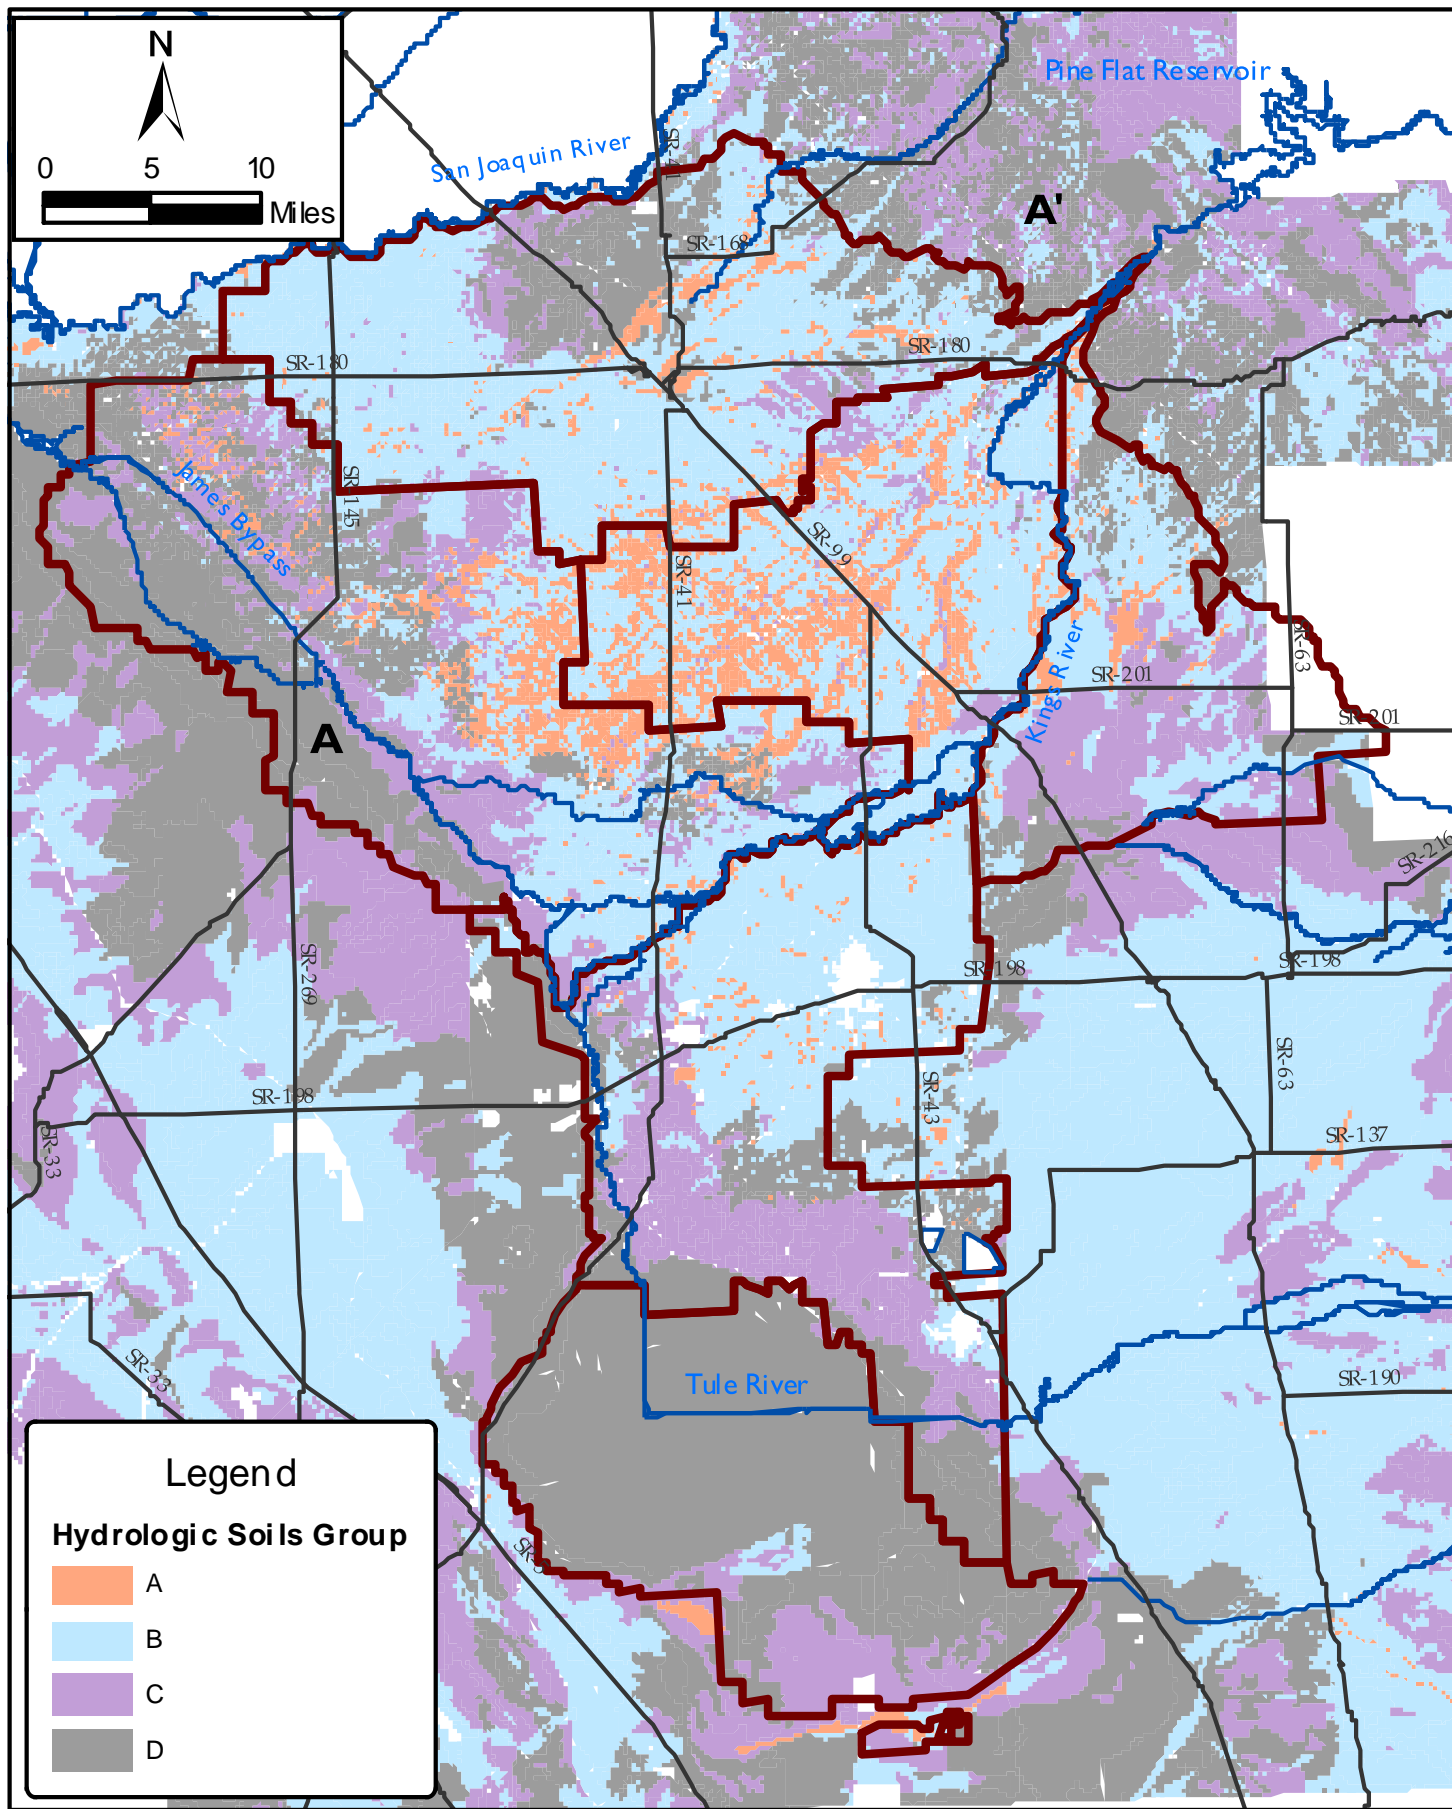 N
0 5 10
Miles
Pine Flat Reservoir
San Joaquin River
SR-41
A'
SR-168
SR-180
SR-180
SR-145
James Bypass
SR-99
SR-41
Kings River
SR-63
SR-201
SR-201
A
SR-216
SR-269
SR-198
SR-198
SR-198
SR-43
SR-63
SR-33
SR-137
SR-33
Tule River
SR-190
Legend
Hydrologic Soils Group
A
B
C
D